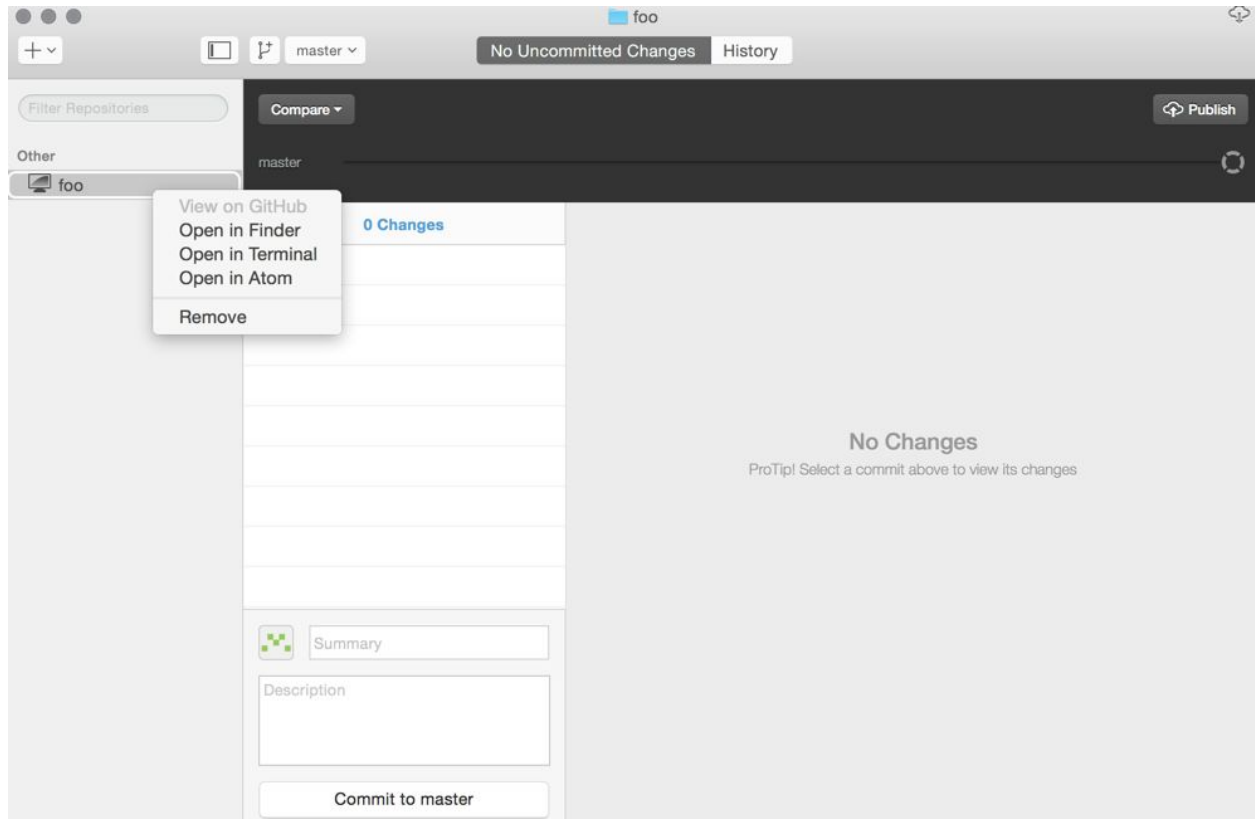 foo
master
No Uncommitted Changes
History
Filter Repositories
Compare
Publish
Other
master
foo
View on GitHub
Open in Finder
Open in Terminal
Open in Atom
Remove
0 Changes
No Changes
ProTip! Select a commit above to view its changes
Summary
Description
Commit to master